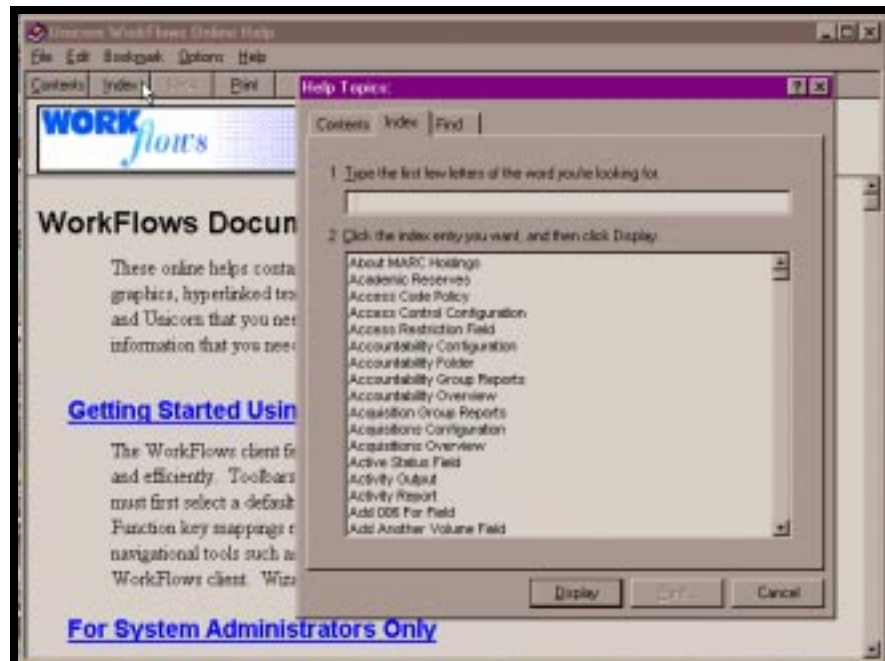 Unicorn WorkFlows Online Help
File Edit Bookmark Options Help
Contents Index Print
WORKflows
WorkFlows Docum
These online helps conta
graphics, hyperlinked tex
and Unicorn that you nee
information that you need
Getting Started Usin
The WorkFlows client fe
and efficiently. Toolbars
must first select a default
Function key mappings
navigational tools such as
WorkFlows client. Wiza
For System Administrators Only
Help Topics:
Contents Index Find
1 Type the first few letters of the word you're looking for.
2 Click the index entry you want, and then click Display.
About MARC Holdings
Academic Reserves
Access Code Policy
Access Control Configuration
Access Restriction Field
Accountability Configuration
Accountability Folder
Accountability Group Reports
Accountability Overview
Acquisition Group Reports
Acquisitions Configuration
Acquisitions Overview
Active Status Field
Activity Output
Activity Report
Add 006 For Field
Add Another Volume Field
Display Cancel